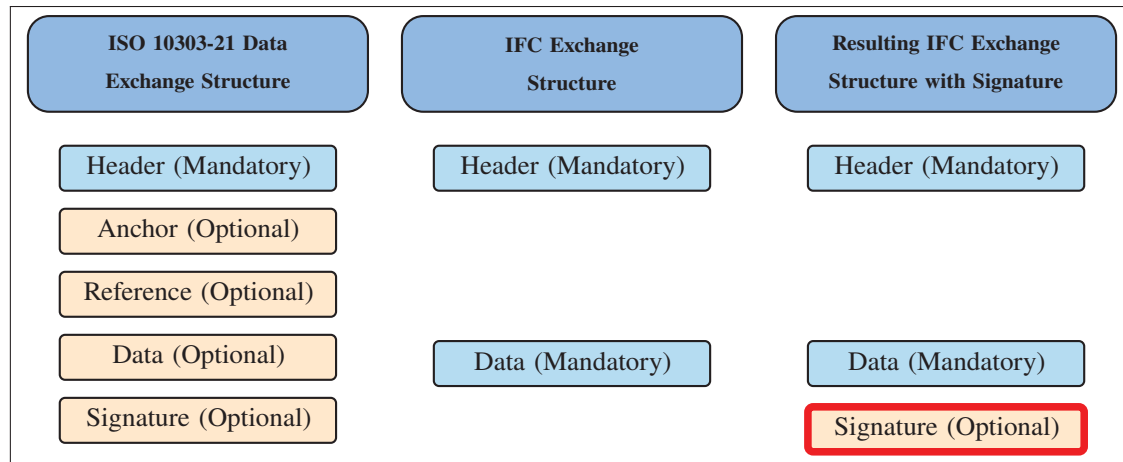 ISO 10303-21 Data
Exchange Structure
IFC Exchange
Structure
Resulting IFC Exchange
Structure with Signature
Header (Mandatory)
Header (Mandatory)
Header (Mandatory)
Anchor (Optional)
Reference (Optional)
Data (Optional)
Data (Mandatory)
Data (Mandatory)
Signature (Optional)
Signature (Optional)